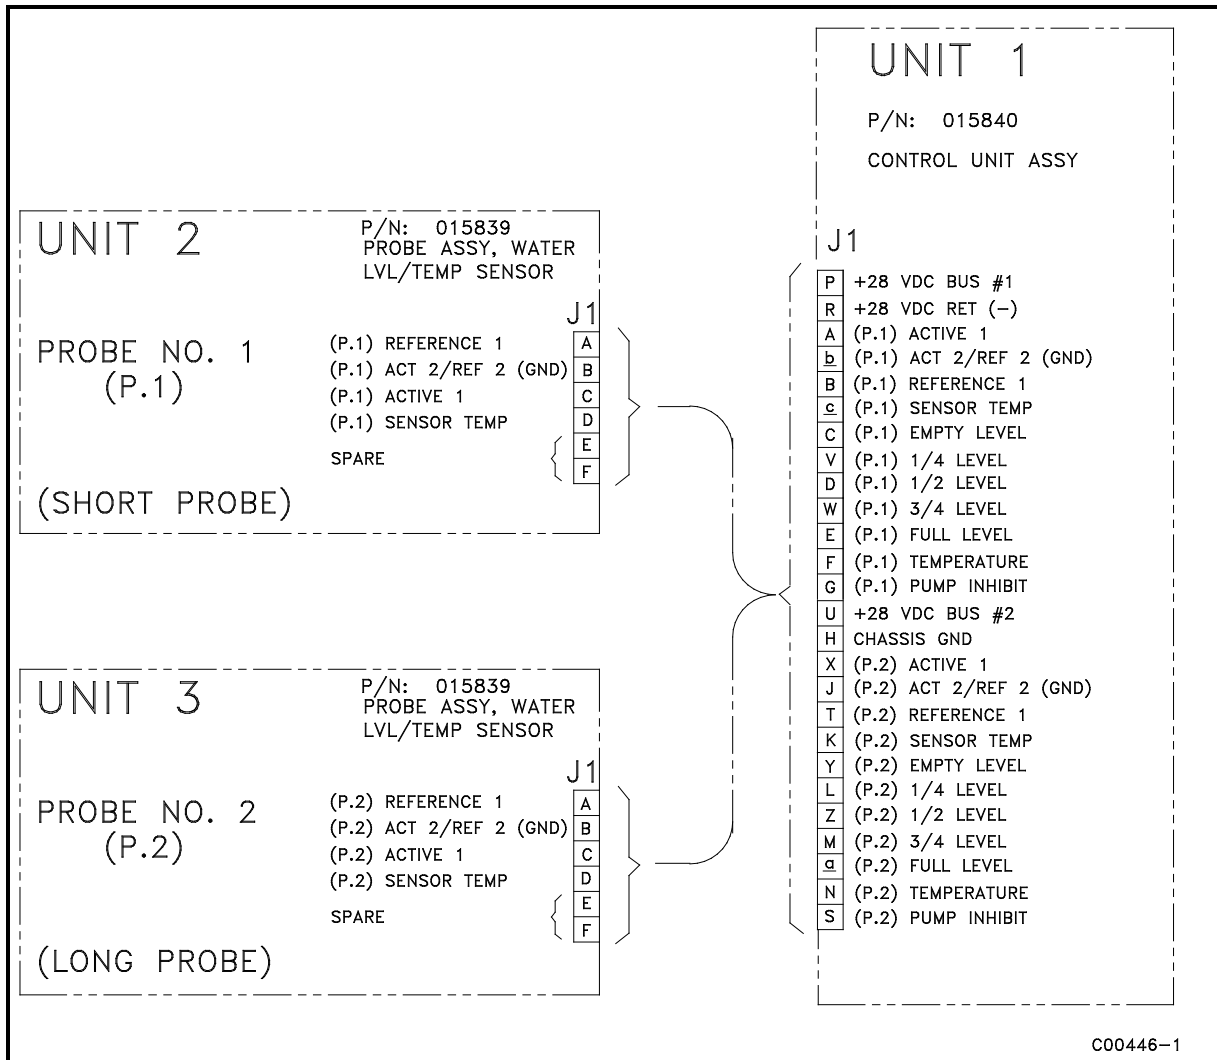 UNIT 1
P/N: 015840
CONTROL UNIT ASSY
J1
P +28 VDC BUS #1
R +28 VDC RET (−)
A (P.1) ACTIVE 1
b (P.1) ACT 2/REF 2 (GND)
B (P.1) REFERENCE 1
c (P.1) SENSOR TEMP
C (P.1) EMPTY LEVEL
V (P.1) 1/4 LEVEL
D (P.1) 1/2 LEVEL
W (P.1) 3/4 LEVEL
E (P.1) FULL LEVEL
F (P.1) TEMPERATURE
G (P.1) PUMP INHIBIT
U +28 VDC BUS #2
H CHASSIS GND
X (P.2) ACTIVE 1
J (P.2) ACT 2/REF 2 (GND)
T (P.2) REFERENCE 1
K (P.2) SENSOR TEMP
Y (P.2) EMPTY LEVEL
L (P.2) 1/4 LEVEL
Z (P.2) 1/2 LEVEL
M (P.2) 3/4 LEVEL
a (P.2) FULL LEVEL
N (P.2) TEMPERATURE
S (P.2) PUMP INHIBIT
UNIT 2
P/N: 015839
PROBE ASSY, WATER
LVL/TEMP SENSOR
J1
PROBE NO. 1
(P.1)
(P.1) REFERENCE 1 A
(P.1) ACT 2/REF 2 (GND) B
(P.1) ACTIVE 1 C
(P.1) SENSOR TEMP D
SPARE E
F
(SHORT PROBE)
UNIT 3
P/N: 015839
PROBE ASSY, WATER
LVL/TEMP SENSOR
J1
PROBE NO. 2
(P.2)
(P.2) REFERENCE 1 A
(P.2) ACT 2/REF 2 (GND) B
(P.2) ACTIVE 1 C
(P.2) SENSOR TEMP D
SPARE E
F
(LONG PROBE)
C00446−1